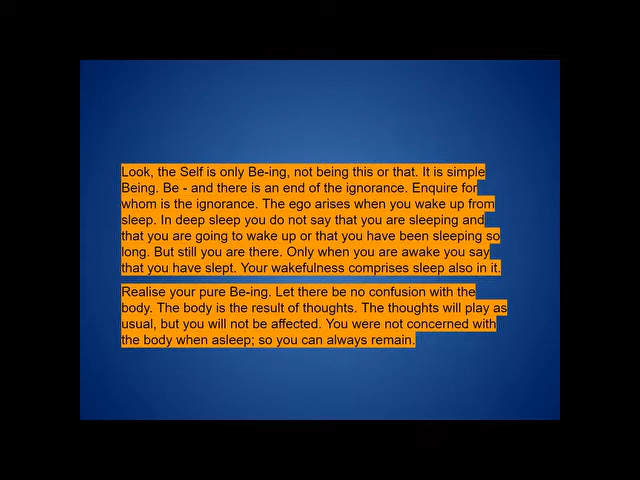 Look, the Self is only Be-ing, not being this or that. It is simple
Being. Be - and there is an end of the ignorance. Enquire for
whom is the ignorance. The ego arises when you wake up from
sleep. In deep sleep you do not say that you are sleeping and
that you are going to wake up or that you have been sleeping so
long. But still you are there. Only when you are awake you say
that you have slept. Your wakefulness comprises sleep also in it.
Realise your pure Be-ing. Let there be no confusion with the
body. The body is the result of thoughts. The thoughts will play as
usual, but you will not be affected. You were not concerned with
the body when asleep; so you can always remain.